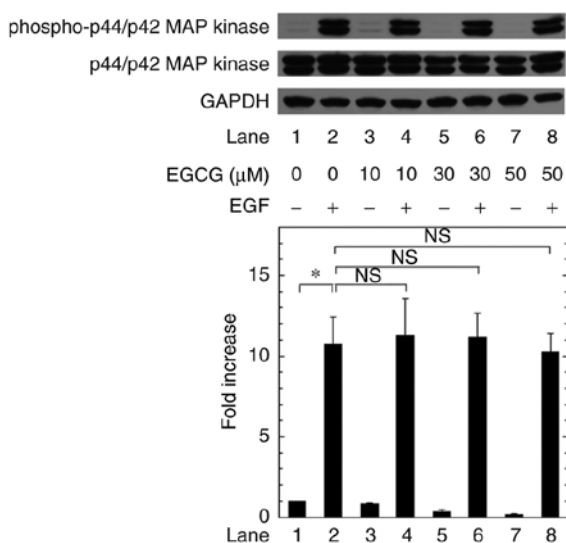 phospho-p44/p42 MAP kinase
p44/p42 MAP kinase
GAPDH
Lane 1 2 3 4 5 6 7 8
EGCG (μM) 0 0 10 10 30 30 50 50
EGF − + − + − + − +
NS
NS
* NS
15
10
5
0
Fold increase
Lane 1 2 3 4 5 6 7 8